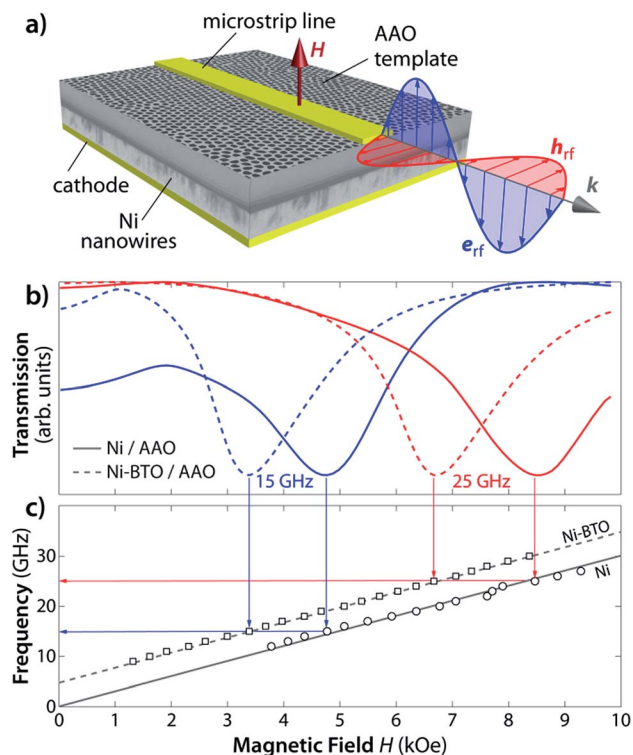 a)
microstrip line
H
AAO
template
h_rf
k
cathode
Ni
nanowires
e_rf
b)
Transmission
(arb. units)
Ni / AAO
Ni-BTO / AAO
15 GHz
25 GHz
c)
Frequency (GHz)
30
20
10
0
Ni-BTO
Ni
0 1 2 3 4 5 6 7 8 9 10
Magnetic Field H (kOe)